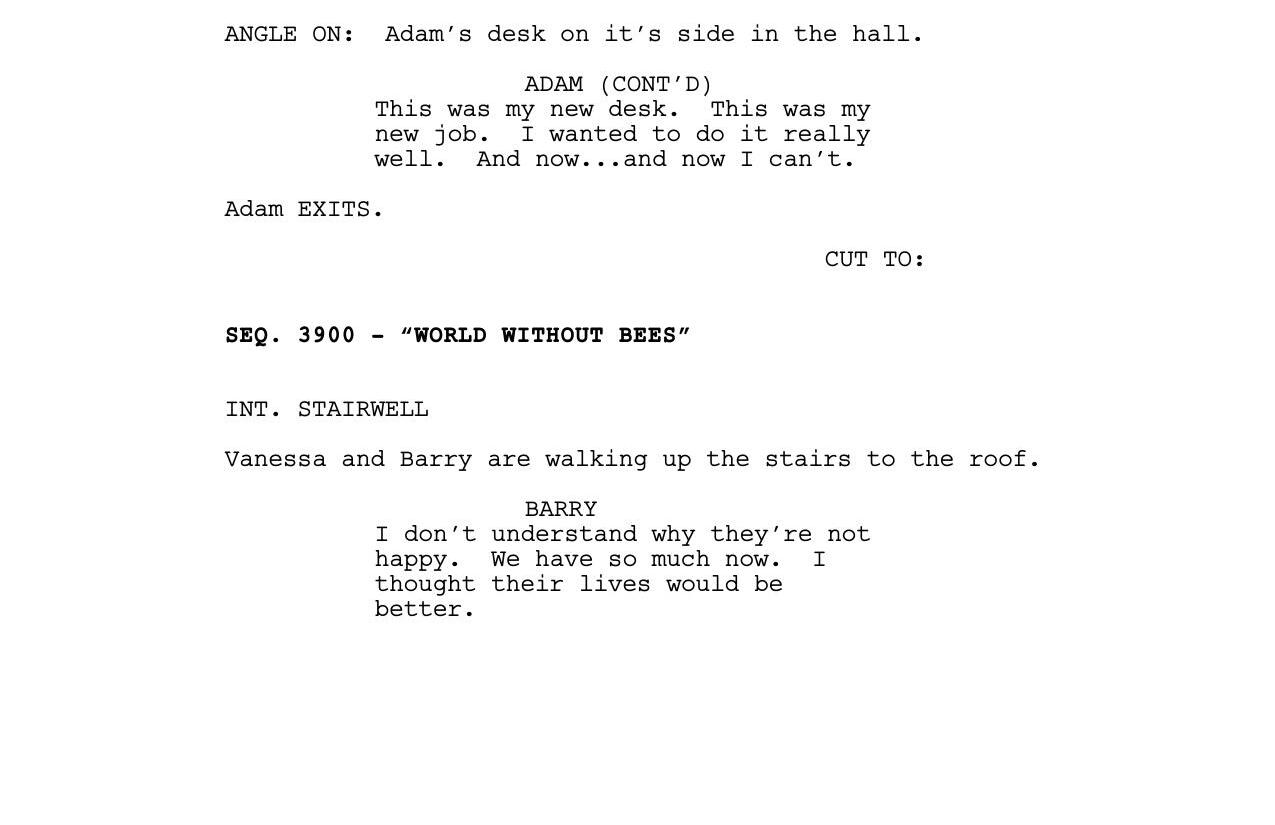 ANGLE ON:  Adam’s desk on it’s side in the hall.
ADAM (CONT’D)
This was my new desk.  This was my
new job.  I wanted to do it really
well.  And now...and now I can’t.
Adam EXITS.
CUT TO:
SEQ. 3900 – “WORLD WITHOUT BEES”
INT. STAIRWELL
Vanessa and Barry are walking up the stairs to the roof.
BARRY
I don’t understand why they’re not
happy.  We have so much now.  I
thought their lives would be
better.